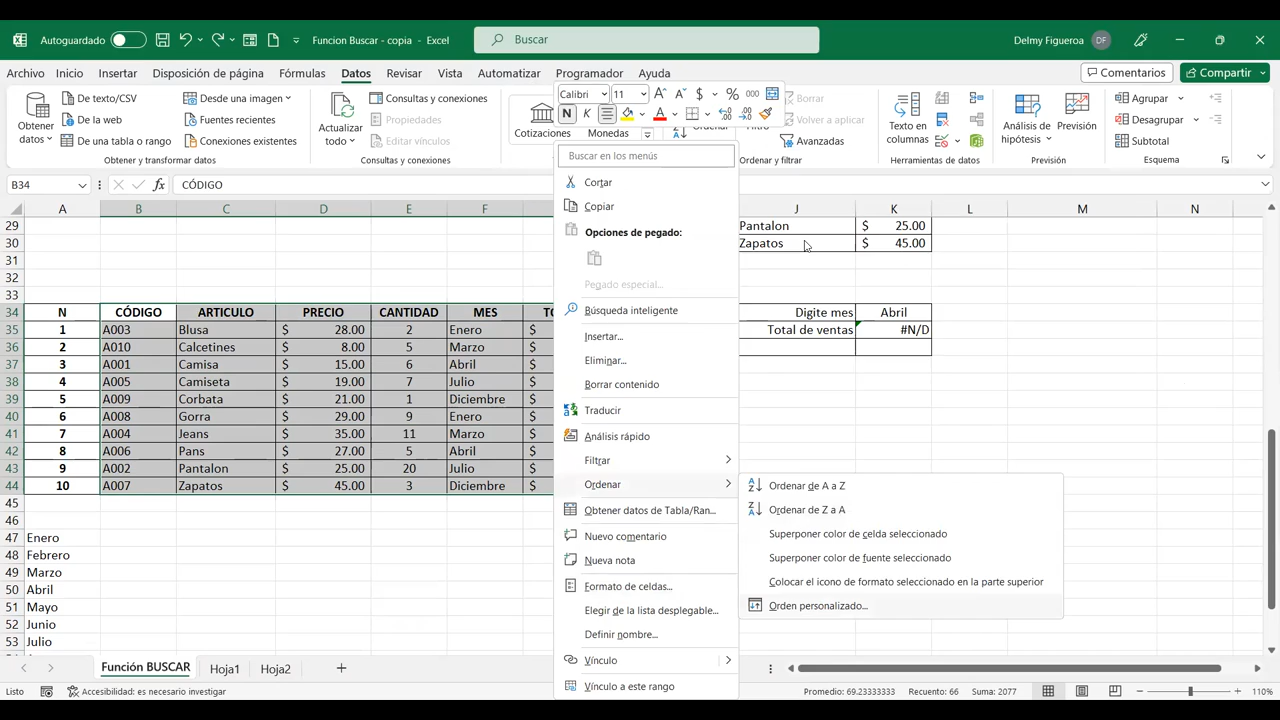 Autoguardado
Funcion Buscar - copia - Excel
Buscar
Delmy Figueroa DF
Archivo Inicio Insertar Disposición de página Fórmulas Datos Revisar Vista Automatizar Programador Ayuda
Comentarios Compartir
Obtener datos
De texto/CSV
De la web
De una tabla o rango
Desde una imagen
Fuentes recientes
Conexiones existentes
Obtener y transformar datos
Actualizar todo
Consultas y conexiones
Propiedades
Editar vínculos
Consultas y conexiones
Cotizaciones Monedas
Calibri 11 $ % 000
N K A
Borrar
Volver a aplicar
Avanzadas
Ordenar y filtrar
Texto en columnas
Herramientas de datos
Análisis de hipótesis
Previsión
Previsión
Agrupar
Desagrupar
Subtotal
Esquema
B34 fx CÓDIGO
A B C D E F J K L M N
29 Pantalon $ 25.00
30 Zapatos $ 45.00
31
32
33
34 N CÓDIGO ARTICULO PRECIO CANTIDAD MES Digite mes Abril
35 1 A003 Blusa $ 28.00 2 Enero $ Total de ventas #N/D
36 2 A010 Calcetines $ 8.00 5 Marzo $
37 3 A001 Camisa $ 15.00 6 Abril $
38 4 A005 Camiseta $ 19.00 7 Julio $
39 5 A009 Corbata $ 21.00 1 Diciembre $
40 6 A008 Gorra $ 29.00 9 Enero $
41 7 A004 Jeans $ 35.00 11 Marzo $
42 8 A006 Pans $ 27.00 5 Abril $
43 9 A002 Pantalon $ 25.00 20 Julio $
44 10 A007 Zapatos $ 45.00 3 Diciembre $
45
46
47 Enero
48 Febrero
49 Marzo
50 Abril
51 Mayo
52 Junio
53 Julio
Buscar en los menús
Cortar
Copiar
Opciones de pegado:
Pegado especial...
Búsqueda inteligente
Insertar...
Eliminar...
Borrar contenido
Traducir
Análisis rápido
Filtrar
Ordenar
Obtener datos de Tabla/Ran...
Nuevo comentario
Nueva nota
Formato de celdas...
Elegir de la lista desplegable...
Definir nombre...
Vínculo
Vínculo a este rango
Ordenar de A a Z
Ordenar de Z a A
Superponer color de celda seleccionado
Superponer color de fuente seleccionado
Colocar el icono de formato seleccionado en la parte superior
Orden personalizado...
Función BUSCAR Hoja1 Hoja2
Listo
Accesibilidad: es necesario investigar
Promedio: 69.23333333 Recuento: 66 Suma: 2077
110%